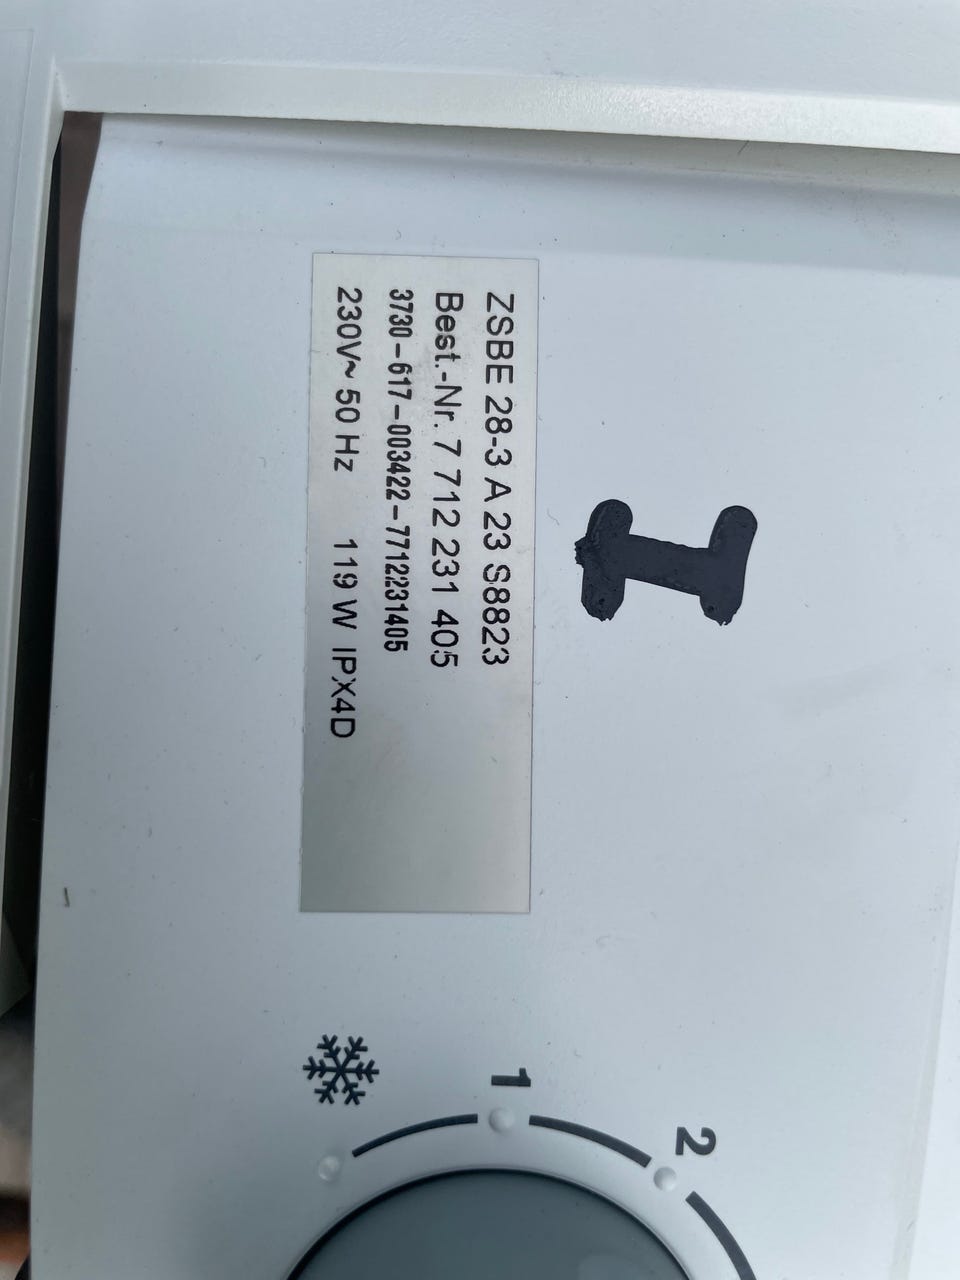 ZSBE 28-3 A 23 S8823
Best.-Nr. 7 712 231 405
3730-617-003422-7712231405
230V~ 50 Hz 119 W IPX4D
I
1
2